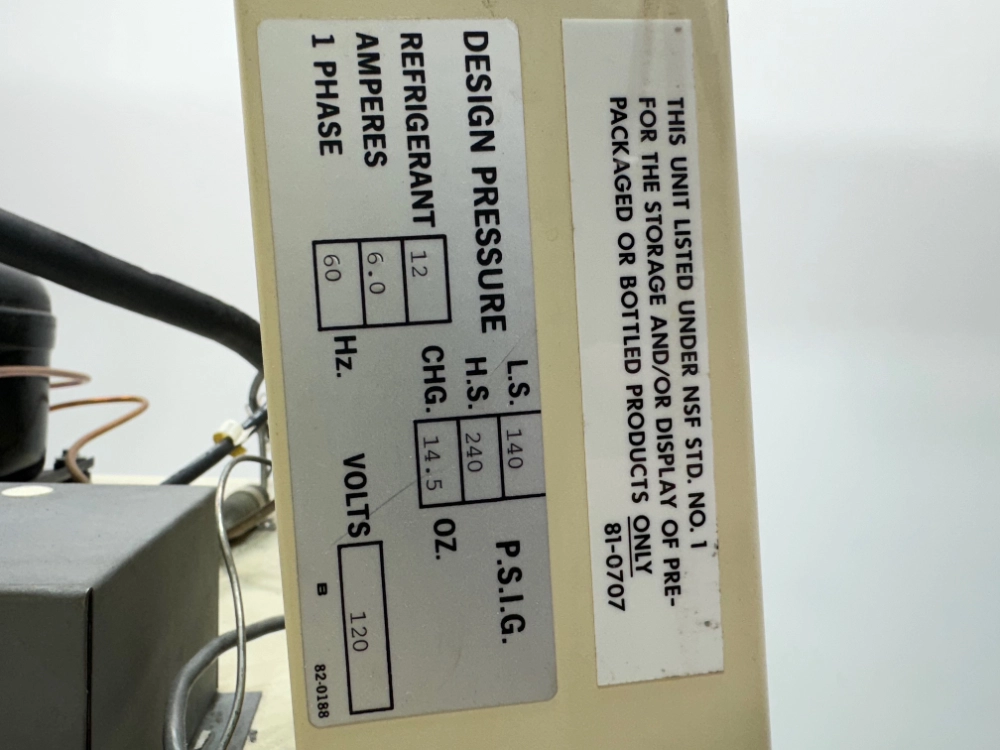 THIS UNIT LISTED UNDER NSF STD. NO. 1
FOR THE STORAGE AND/OR DISPLAY OF PRE-
PACKAGED OR BOTTLED PRODUCTS ONLY
81-0707
DESIGN PRESSURE L.S. 140 P.S.I.G.
H.S. 240
REFRIGERANT 12 CHG. 14.5 OZ.
AMPERES 6.0
1 PHASE 60 Hz. VOLTS 120
B 82-0188